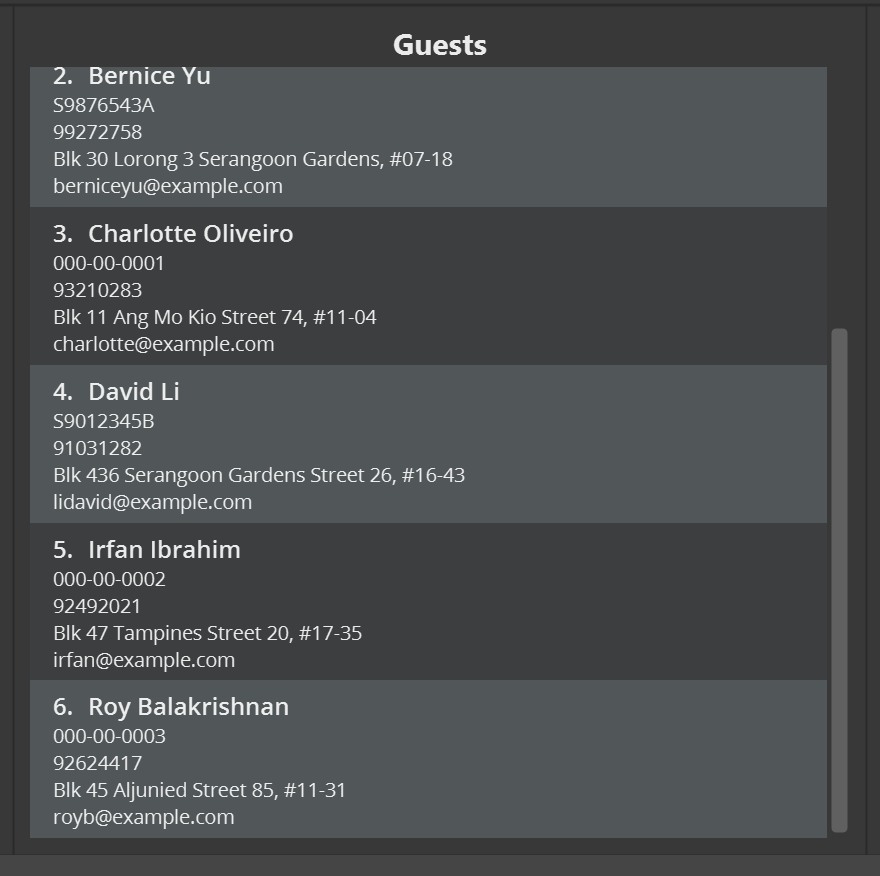 Guests
2. Bernice Yu
S9876543A
99272758
Blk 30 Lorong 3 Serangoon Gardens, #07-18
berniceyu@example.com
3. Charlotte Oliveiro
000-00-0001
93210283
Blk 11 Ang Mo Kio Street 74, #11-04
charlotte@example.com
4. David Li
S9012345B
91031282
Blk 436 Serangoon Gardens Street 26, #16-43
lidavid@example.com
5. Irfan Ibrahim
000-00-0002
92492021
Blk 47 Tampines Street 20, #17-35
irfan@example.com
6. Roy Balakrishnan
000-00-0003
92624417
Blk 45 Aljunied Street 85, #11-31
royb@example.com